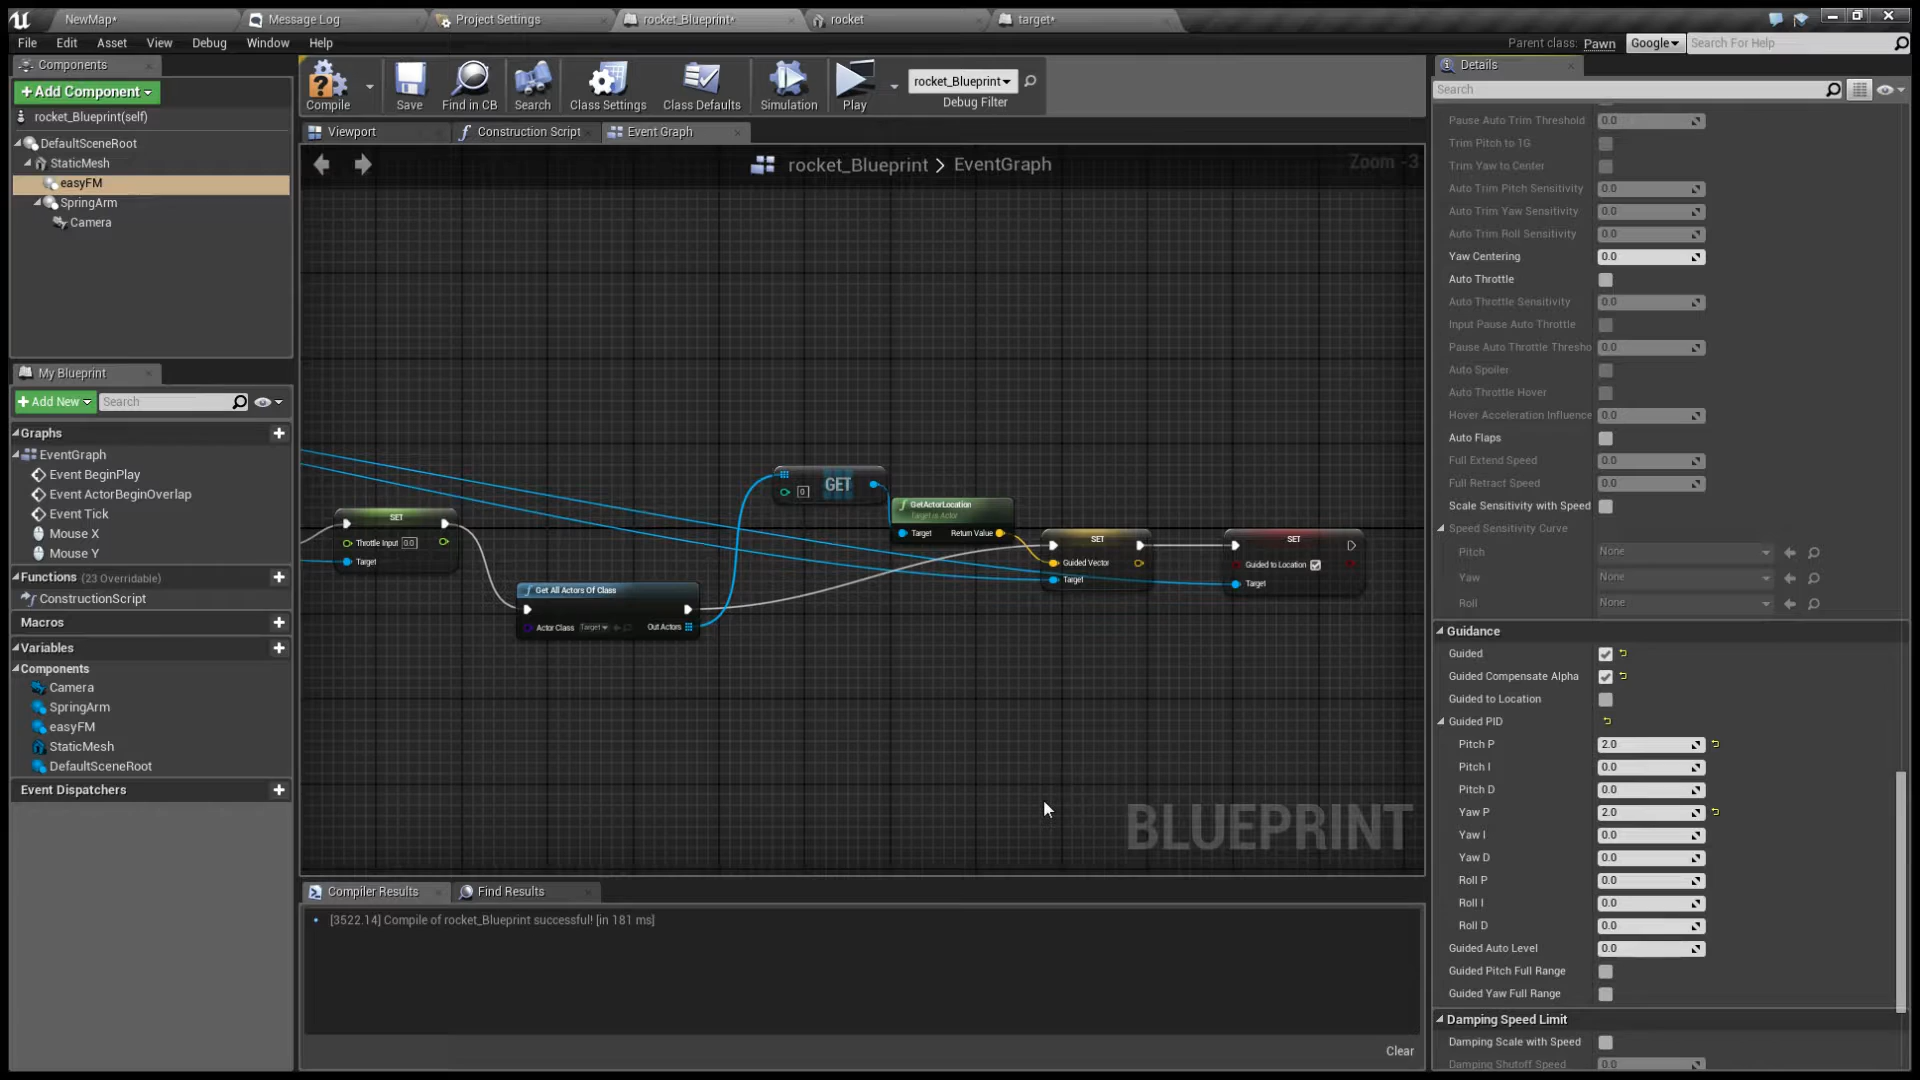 NewMap*
Message Log
Project Settings
rocket_Blueprint*
rocket
target*
File
Edit
Asset
View
Debug
Window
Help
Parent class: Pawn
Google
Search For Help
Components
+Add Component
rocket_Blueprint(self)
DefaultSceneRoot
StaticMesh
easyFM
SpringArm
Camera
Compile
Save
Find in CB
Search
Class Settings
Class Defaults
Simulation
Play
rocket_Blueprint
Debug Filter
Viewport
Construction Script
Event Graph
rocket_Blueprint > EventGraph
Zoom -3
My Blueprint
+Add New
Search
Graphs
EventGraph
Event BeginPlay
Event ActorBeginOverlap
Event Tick
Mouse X
Mouse Y
Functions (23 Overridable)
ConstructionScript
Macros
Variables
Components
Camera
SpringArm
easyFM
StaticMesh
DefaultSceneRoot
Event Dispatchers
SET
Throttle Input 0.0
Target
Get All Actors Of Class
Actor Class Target
Out Actors
0
GET
GetActorLocation
Target is Actor
Target
Return Value
SET
Guided Vector
Target
SET
Guided to Location
Target
BLUEPRINT
Compiler Results
Find Results
[3522.14] Compile of rocket_Blueprint successful! [in 181 ms]
Clear
Details
Search
Pause Auto Trim Threshold 0.0
Trim Pitch to 1G
Trim Yaw to Center
Auto Trim Pitch Sensitivity 0.0
Auto Trim Yaw Sensitivity 0.0
Auto Trim Roll Sensitivity 0.0
Yaw Centering 0.0
Auto Throttle
Auto Throttle Sensitivity 0.0
Input Pause Auto Throttle
Pause Auto Throttle Thresho 0.0
Auto Spoiler
Auto Throttle Hover
Hover Acceleration Influence 0.0
Auto Flaps
Full Extend Speed 0.0
Full Retract Speed 0.0
Scale Sensitivity with Speed
Speed Sensitivity Curve
Pitch None
Yaw None
Roll None
Guidance
Guided
Guided Compensate Alpha
Guided to Location
Guided PID
Pitch P 2.0
Pitch I 0.0
Pitch D 0.0
Yaw P 2.0
Yaw I 0.0
Yaw D 0.0
Roll P 0.0
Roll I 0.0
Roll D 0.0
Guided Auto Level 0.0
Guided Pitch Full Range
Guided Yaw Full Range
Damping Speed Limit
Damping Scale with Speed
Damping Shutoff Speed 0.0